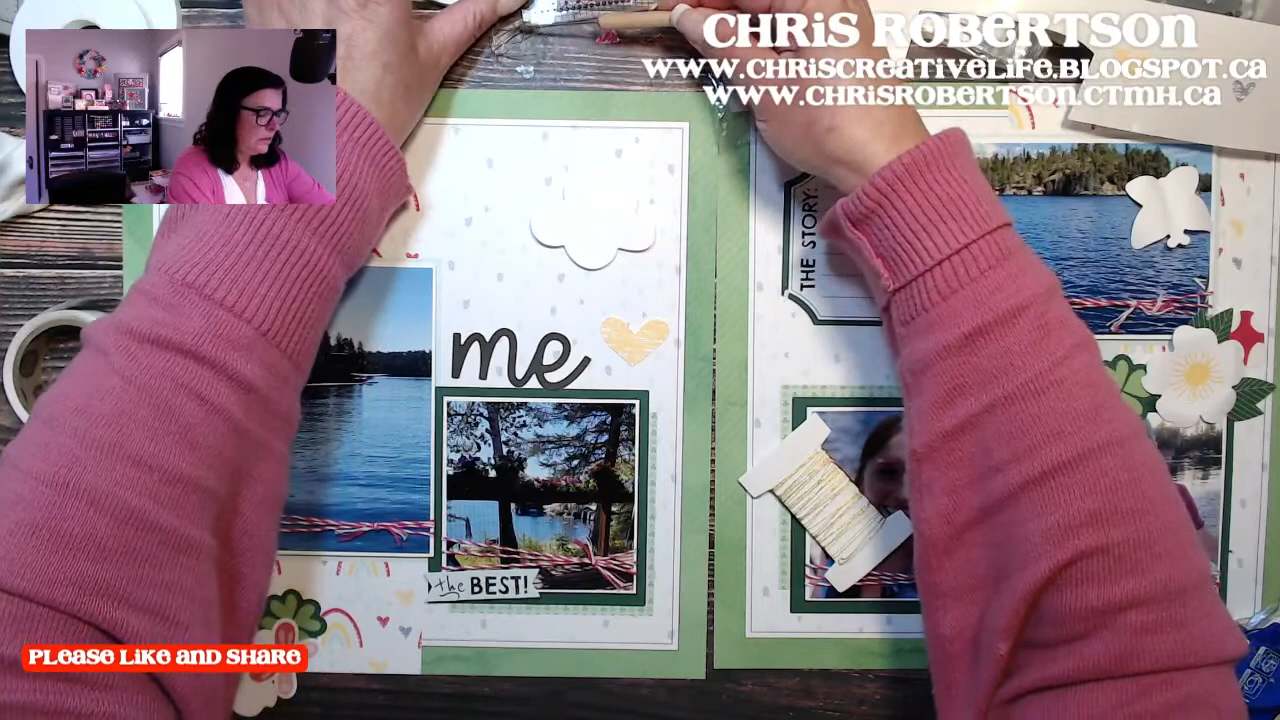 CHRIS ROBERTSON
www.chriscreativelife.blogspot.ca
www.chrisrobertson.ctmh.ca
THE STORY:
me
the BEST!
PLEASE LIKE AND SHARE